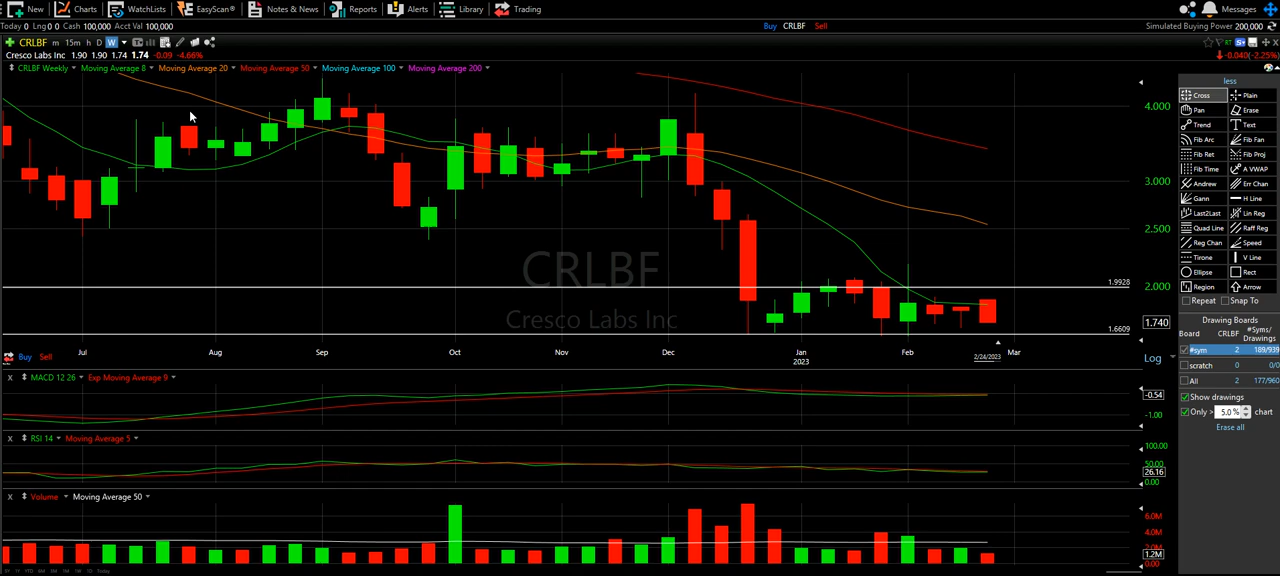 New Charts WatchLists EasyScan® Notes & News Reports Alerts Library Trading Messages
Today 0 Lng 0 0 Cash 100,000 Acct Val 100,000 Buy CRLBF Sell Simulated Buying Power 200,000
CRLBF m 15m h D W
Cresco Labs Inc 1.90 1.90 1.74 1.74 -0.09 -4.66% -0.040(-2.25%)
CRLBF Weekly Moving Average 8 Moving Average 20 Moving Average 50 Moving Average 100 Moving Average 200
less
Cross Plain
Pan Erase
Trend Text
Fib Arc Fib Fan
Fib Ret Fib Proj
Fib Time A VWAP
Andrew Err Chan
Gann H Line
Last2Last Lin Reg
Quad Line Raff Reg
Reg Chan Speed
Tirone V Line
Ellipse Rect
Region Arrow
Repeat Snap To
Drawing Boards
Board CRLBF #Syms/ Drawings
#sym 2 189/939
scratch 0 0/0
All 2 177/960
Show drawings
Only > 5.0 % chart
Erase all
4.000
3.000
2.500
2.000
1.740
CRLBF
Cresco Labs Inc
1.9928
1.6609
Buy Sell
Jul Aug Sep Oct Nov Dec Jan Feb 2/24/2023 Mar
2023
Log
X MACD 12 26 Exp Moving Average 9
-0.54
-1.00
X RSI 14 Moving Average 5
100.00
50.00
26.16
0.00
X Volume Moving Average 50
6.0M
4.0M
1.2M
0.00